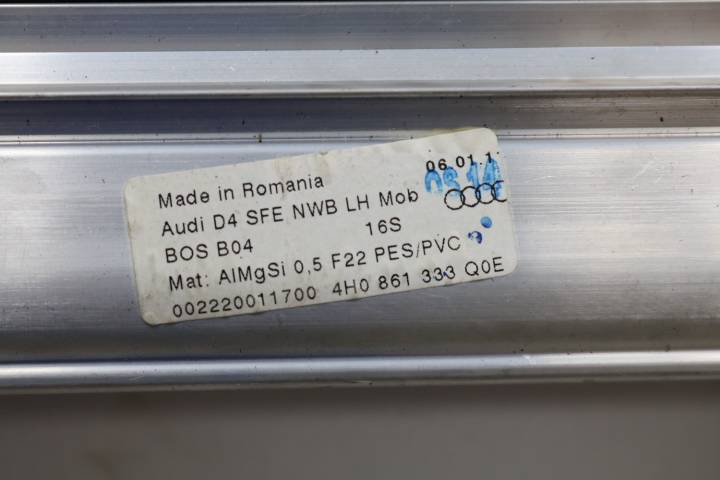 Made in Romania 06.01.1
Audi D4 SFE NWB LH Mob
BOS B04 16S
Mat: AlMgSi 0,5 F22 PES/PVC
002220011700 4H0 861 333 Q0E